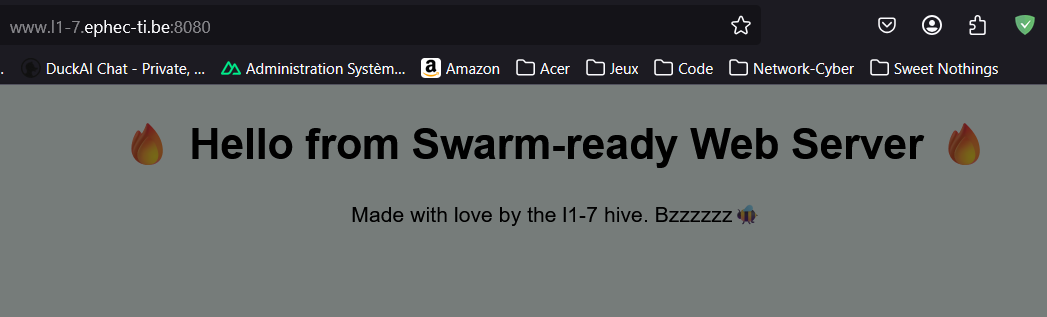 www.l1-7.ephec-ti.be:8080
DuckAI Chat - Private, ... Administration Systèm... Amazon Acer Jeux Code Network-Cyber Sweet Nothings
🔥 Hello from Swarm-ready Web Server 🔥
Made with love by the l1-7 hive. Bzzzzzz🐝